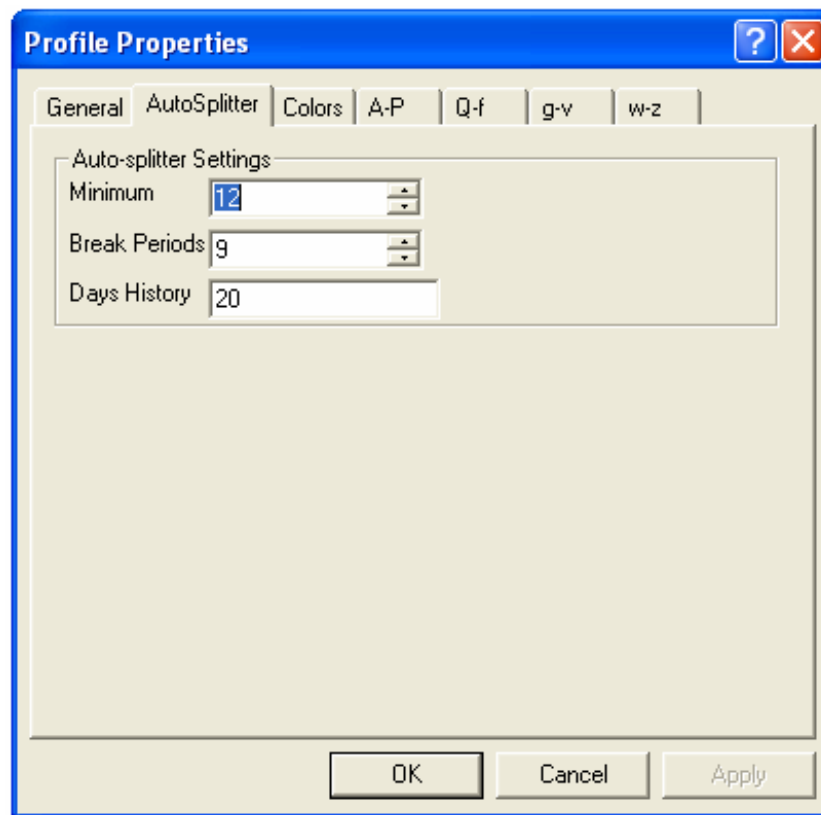 Profile Properties
?
General AutoSplitter Colors A-P Q-f g-v w-z
Auto-splitter Settings
Minimum 12
Break Periods 9
Days History 20
OK Cancel Apply